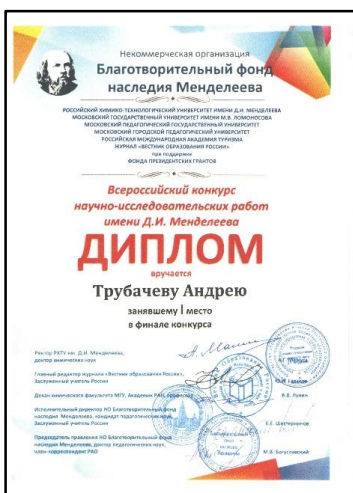 Некоммерческая организация
Благотворительный фонд
наследия Менделеева
РОССИЙСКИЙ ХИМИКО-ТЕХНОЛОГИЧЕСКИЙ УНИВЕРСИТЕТ ИМЕНИ Д.И. МЕНДЕЛЕЕВА
МОСКОВСКИЙ ГОСУДАРСТВЕННЫЙ УНИВЕРСИТЕТ ИМЕНИ М.В. ЛОМОНОСОВА
МОСКОВСКИЙ ПЕДАГОГИЧЕСКИЙ ГОСУДАРСТВЕННЫЙ УНИВЕРСИТЕТ
МОСКОВСКИЙ ГОРОДСКОЙ ПЕДАГОГИЧЕСКИЙ УНИВЕРСИТЕТ
РОССИЙСКАЯ МЕЖДУНАРОДНАЯ АКАДЕМИЯ ТУРИЗМА
ЖУРНАЛ «ВЕСТНИК ОБРАЗОВАНИЯ РОССИИ»
при поддержке
ФОНДА ПРЕЗИДЕНТСКИХ ГРАНТОВ
Всероссийский конкурс
научно-исследовательских работ
имени Д.И. Менделеева
ДИПЛОМ
вручается
Трубачеву Андрею
занявшему I место
в финале конкурса
Ректор РХТУ им. Д.И. Менделеева,
доктор химических наук
Главный редактор журнала «Вестник образования России»,
Заслуженный учитель России
Декан химического факультета МГУ, Академик РАН, профессор
В.В. Лунин
Исполнительный директор НО Благотворительный фонд
наследия Менделеева, кандидат педагогических наук,
Заслуженный учитель России
Председатель правления НО Благотворительный фонд
наследия Менделеева, доктор педагогических наук,
член-корреспондент РАО
М.В. Богуславский